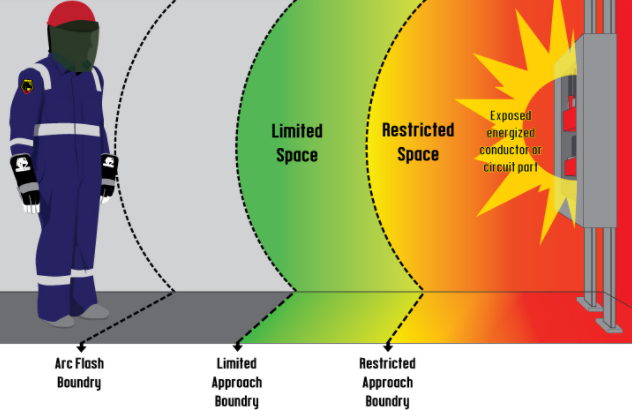 Limited
Space
Restricted
Space
Exposed
energized
conductor or
circuit part
Arc Flash
Boundry
Limited
Approach
Boundry
Restricted
Approach
Boundry